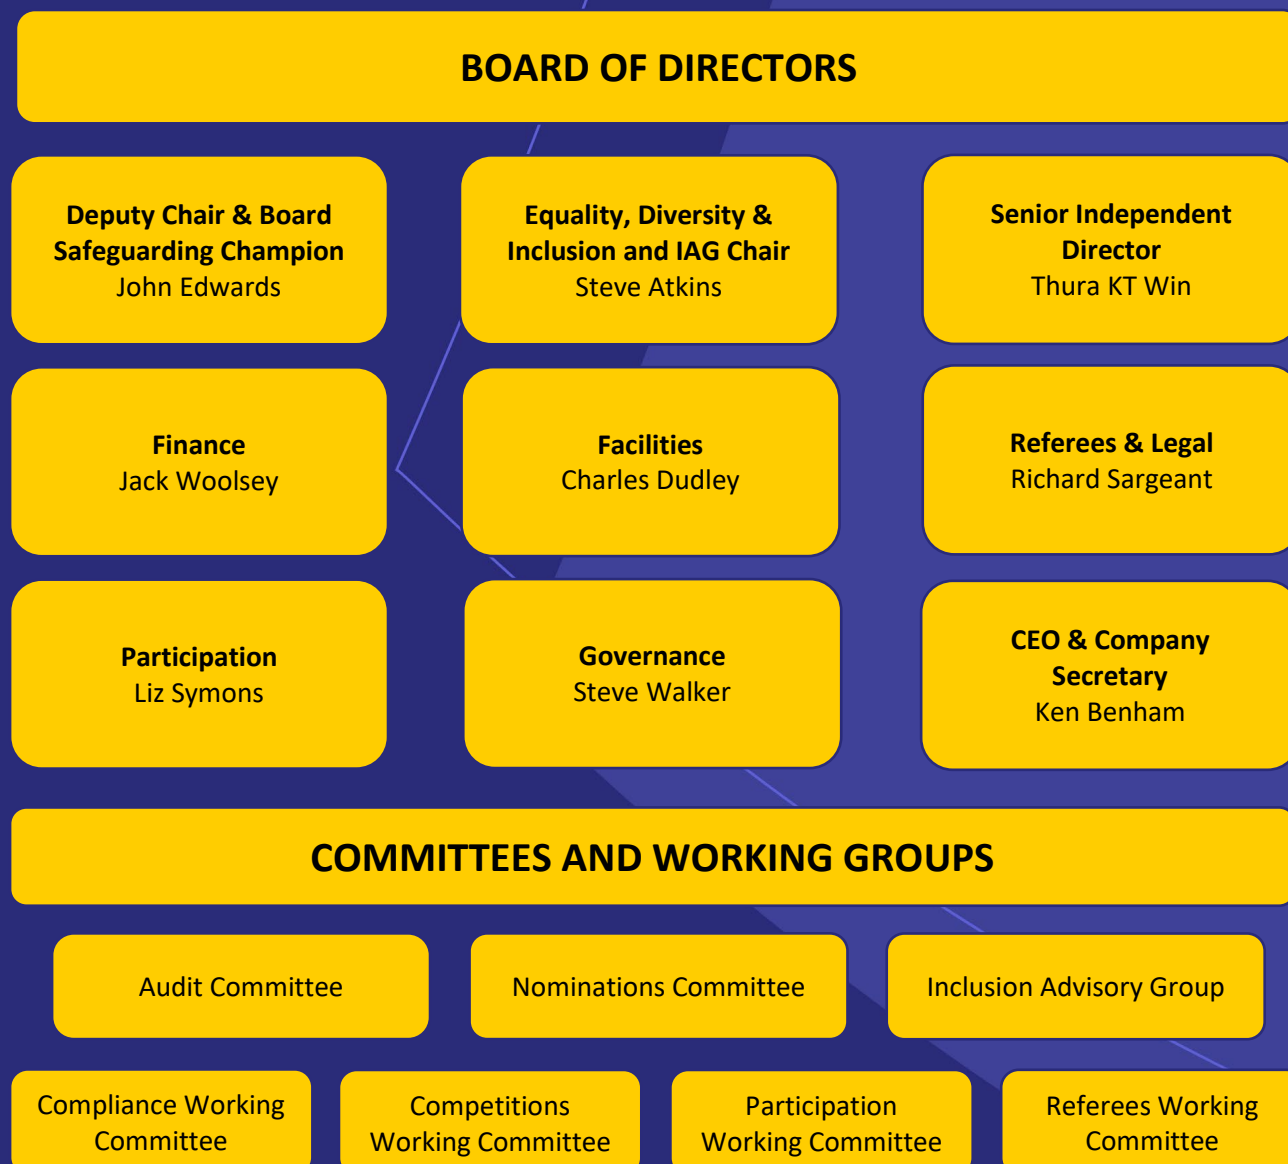 BOARD OF DIRECTORS
Deputy Chair & Board
Safeguarding Champion
John Edwards
Equality, Diversity &
Inclusion and IAG Chair
Steve Atkins
Senior Independent
Director
Thura KT Win
Finance
Jack Woolsey
Facilities
Charles Dudley
Referees & Legal
Richard Sargeant
Participation
Liz Symons
Governance
Steve Walker
CEO & Company
Secretary
Ken Benham
COMMITTEES AND WORKING GROUPS
Audit Committee
Nominations Committee
Inclusion Advisory Group
Compliance Working
Committee
Competitions
Working Committee
Participation
Working Committee
Referees Working
Committee